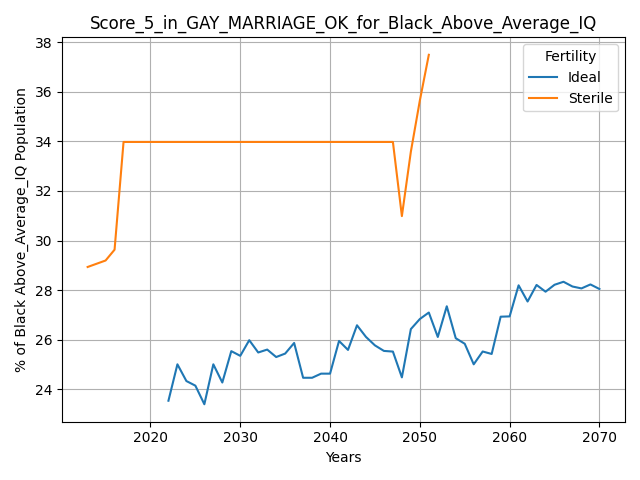 Score_5_in_GAY_MARRIAGE_OK_for_Black_Above_Average_IQ
% of Black Above_Average_IQ Population
38
36
34
32
30
28
26
24
Fertility
Ideal
Sterile
2020
2030
2040
2050
2060
2070
Years